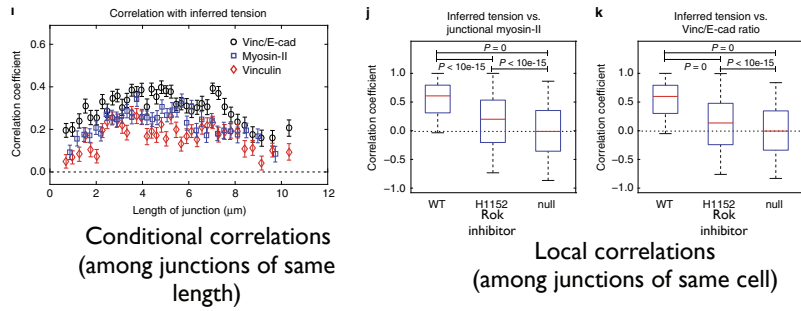 ı
Correlation with inferred tension
Correlation coefficient
0.6
0.4
0.2
0.0
Vinc/E-cad
Myosin-II
Vinculin
0 2 4 6 8 10 12
Length of junction (μm)
Conditional correlations
(among junctions of same
length)
j
Inferred tension vs.
junctional myosin-II
P = 0
P < 10e-15
P < 10e-15
Correlation coefficient
1.0
0.5
0.0
−0.5
−1.0
WT H1152 null
Rok
inhibitor
k
Inferred tension vs.
Vinc/E-cad ratio
P = 0
P = 0
P < 10e-15
Correlation coefficient
1.0
0.5
0.0
−0.5
−1.0
WT H1152 null
Rok
inhibitor
Local correlations
(among junctions of same cell)